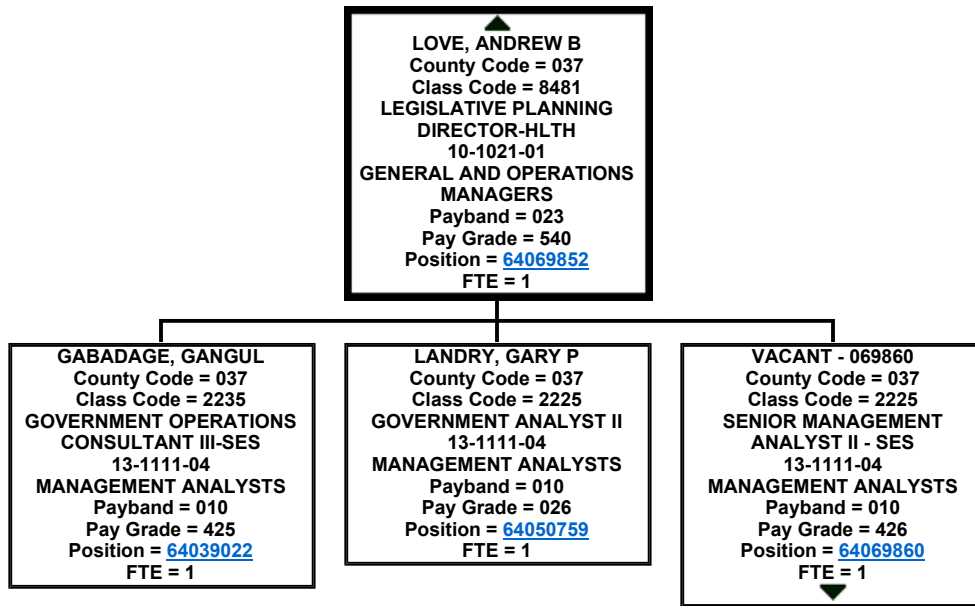 LOVE, ANDREW B
County Code = 037
Class Code = 8481
LEGISLATIVE PLANNING
DIRECTOR-HLTH
10-1021-01
GENERAL AND OPERATIONS
MANAGERS
Payband = 023
Pay Grade = 540
Position = 64069852
FTE = 1
GABADAGE, GANGUL
County Code = 037
Class Code = 2235
GOVERNMENT OPERATIONS
CONSULTANT III-SES
13-1111-04
MANAGEMENT ANALYSTS
Payband = 010
Pay Grade = 425
Position = 64039022
FTE = 1
LANDRY, GARY P
County Code = 037
Class Code = 2225
GOVERNMENT ANALYST II
13-1111-04
MANAGEMENT ANALYSTS
Payband = 010
Pay Grade = 026
Position = 64050759
FTE = 1
VACANT - 069860
County Code = 037
Class Code = 2225
SENIOR MANAGEMENT
ANALYST II - SES
13-1111-04
MANAGEMENT ANALYSTS
Payband = 010
Pay Grade = 426
Position = 64069860
FTE = 1